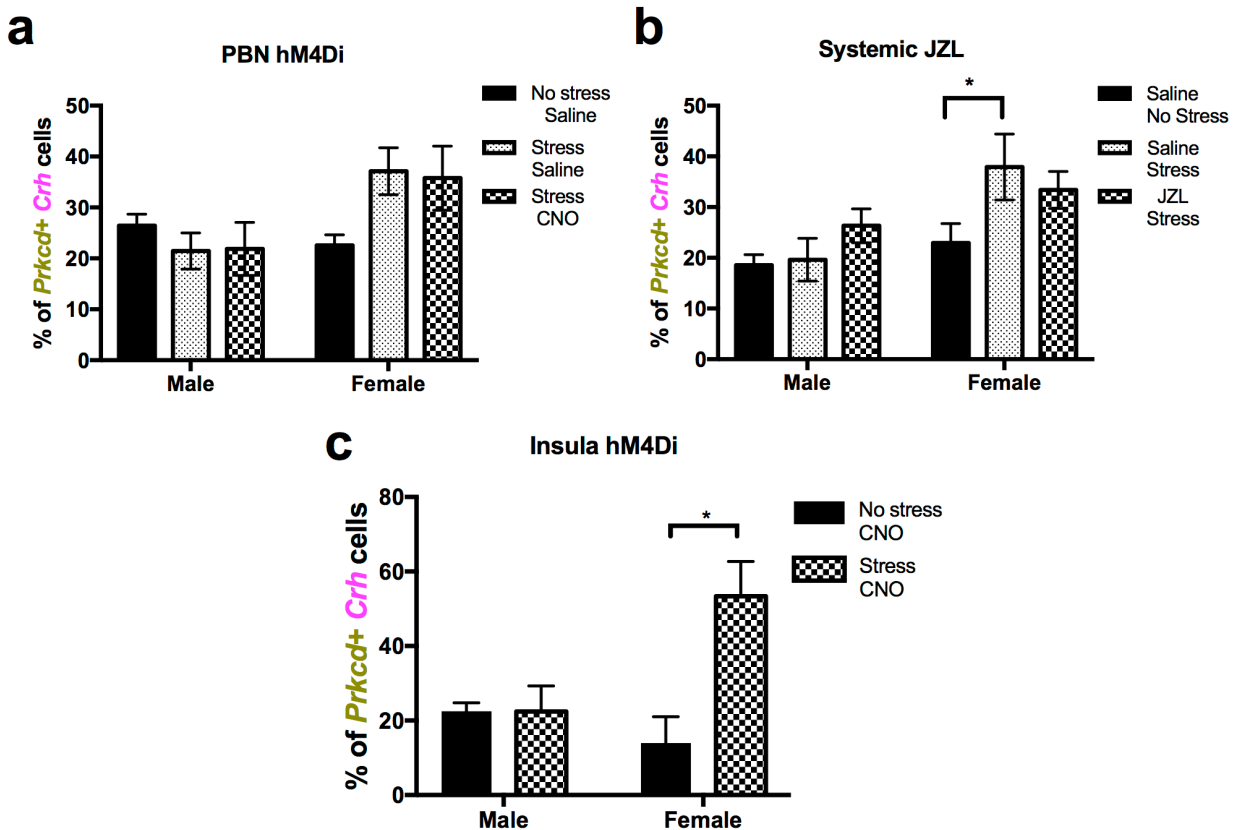 a
PBN hM4Di
% of Prkcd+ Crh cells
50
40
30
20
10
0
Male
Female
No stress
Saline
Stress
Saline
Stress
CNO
b
Systemic JZL
% of Prkcd+ Crh cells
50
40
30
20
10
0
*
Male
Female
Saline
No Stress
Saline
Stress
JZL
Stress
c
Insula hM4Di
% of Prkcd+ Crh cells
80
60
40
20
0
*
Male
Female
No stress
CNO
Stress
CNO